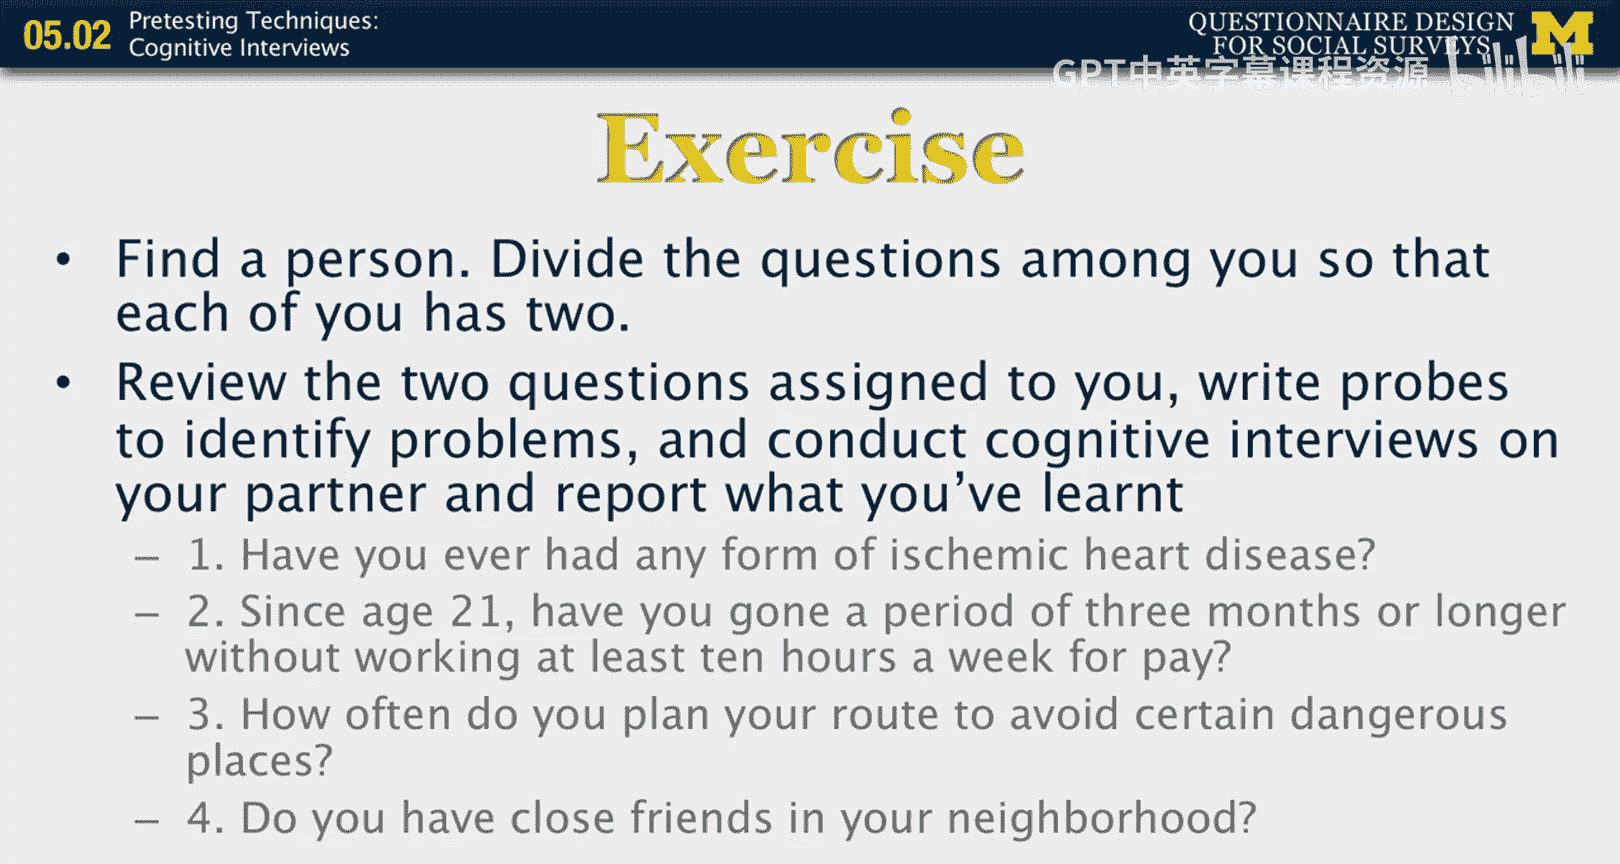 05.02
Pretesting Techniques:
Cognitive Interviews
QUESTIONNAIRE DESIGN
FOR SOCIAL SURVEYS
M
GPT中英字幕课程资源
bilibili
Exercise
• Find a person. Divide the questions among you so that
each of you has two.
• Review the two questions assigned to you, write probes
to identify problems, and conduct cognitive interviews on
your partner and report what you’ve learnt
– 1. Have you ever had any form of ischemic heart disease?
– 2. Since age 21, have you gone a period of three months or longer
without working at least ten hours a week for pay?
– 3. How often do you plan your route to avoid certain dangerous
places?
– 4. Do you have close friends in your neighborhood?